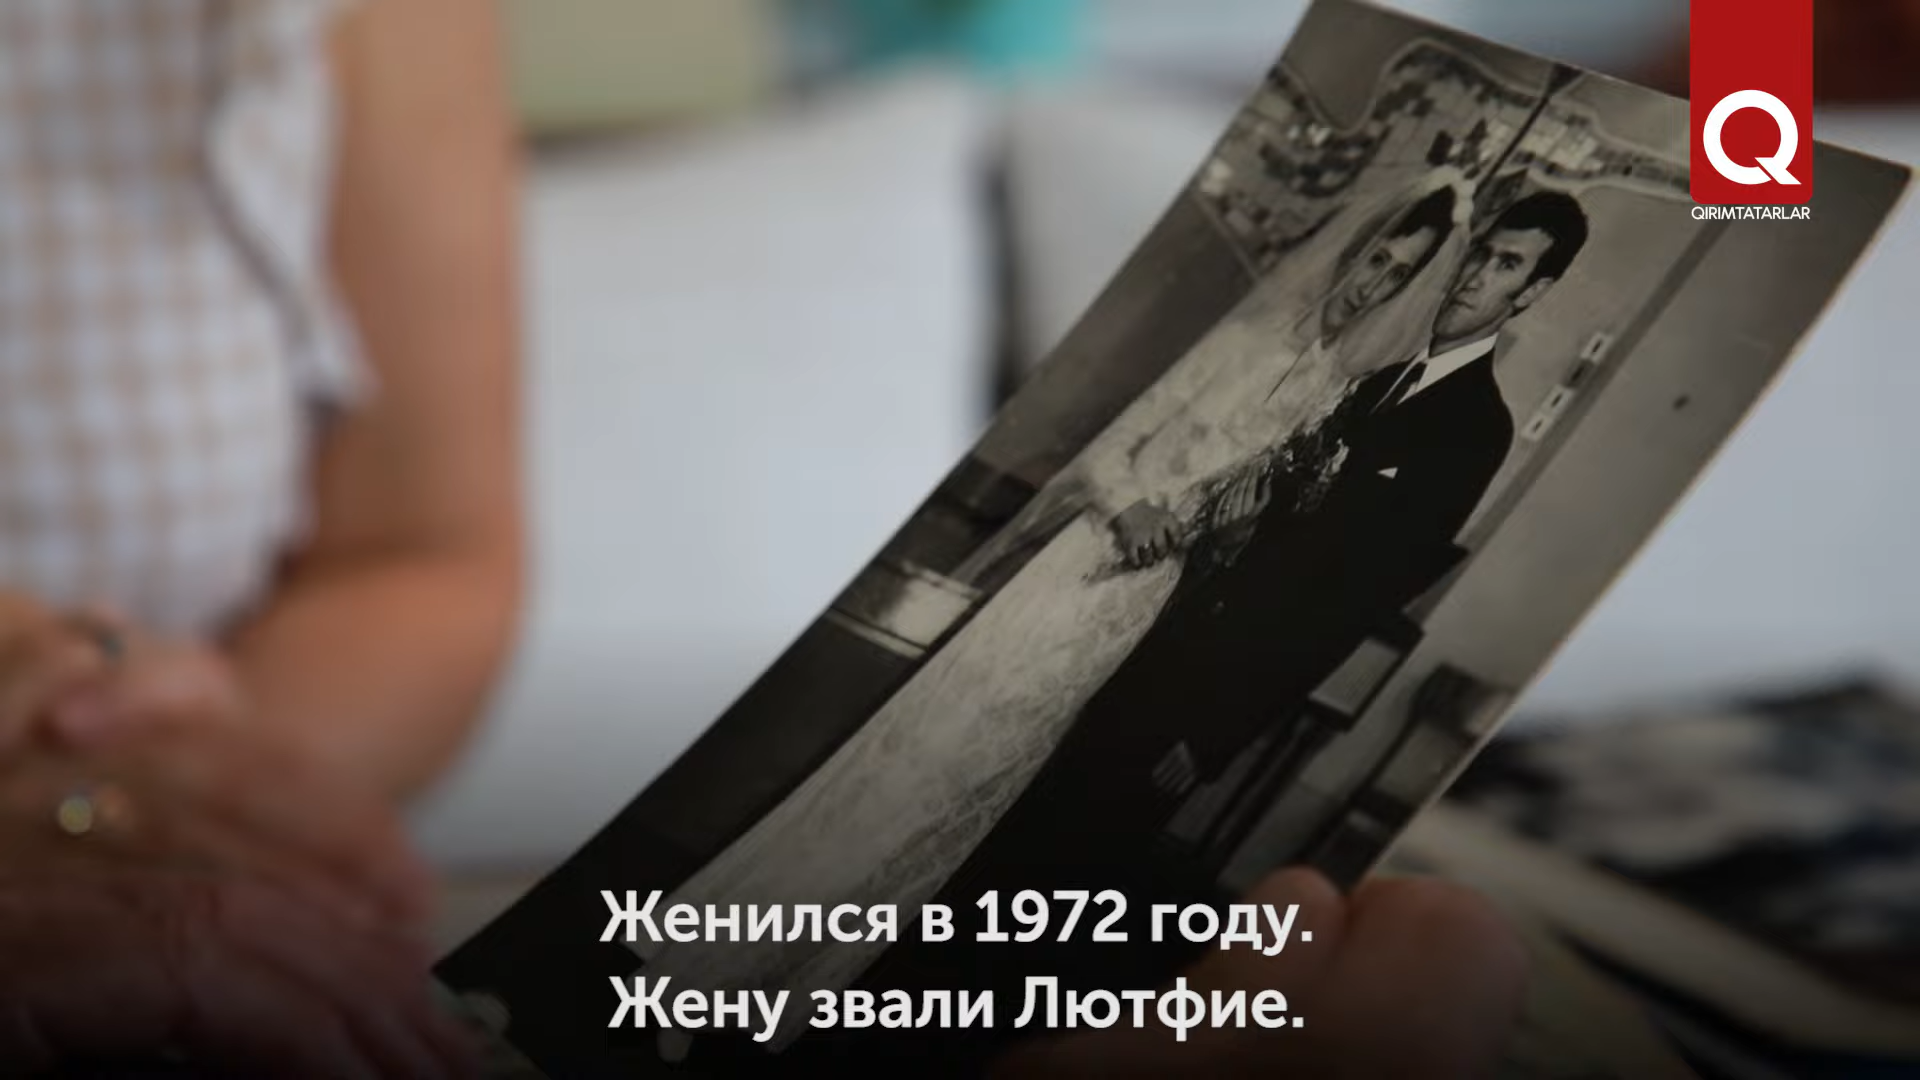 Q
QIRIMTATARLAR
Женился в 1972 году.
Жену звали Лютфие.